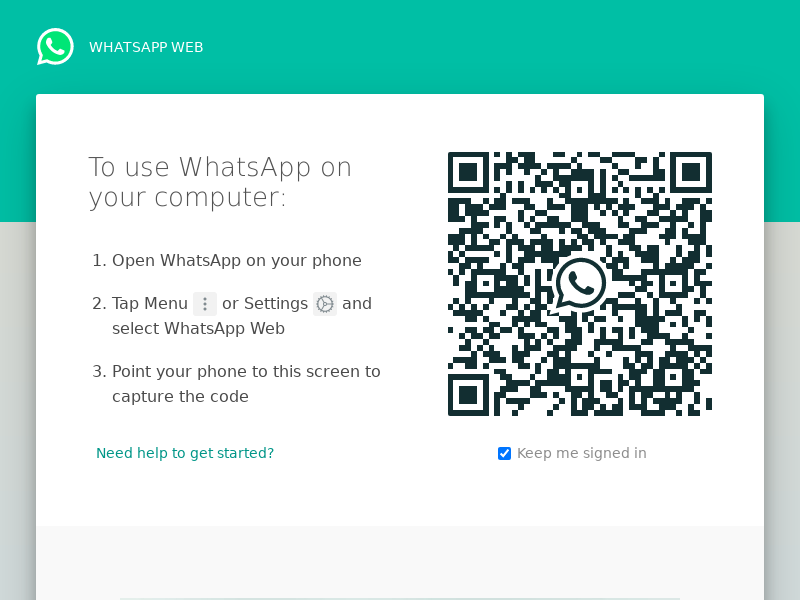 WHATSAPP WEB
To use WhatsApp on
your computer:
1. Open WhatsApp on your phone
2. Tap Menu or Settings and
select WhatsApp Web
3. Point your phone to this screen to
capture the code
Need help to get started?
Keep me signed in